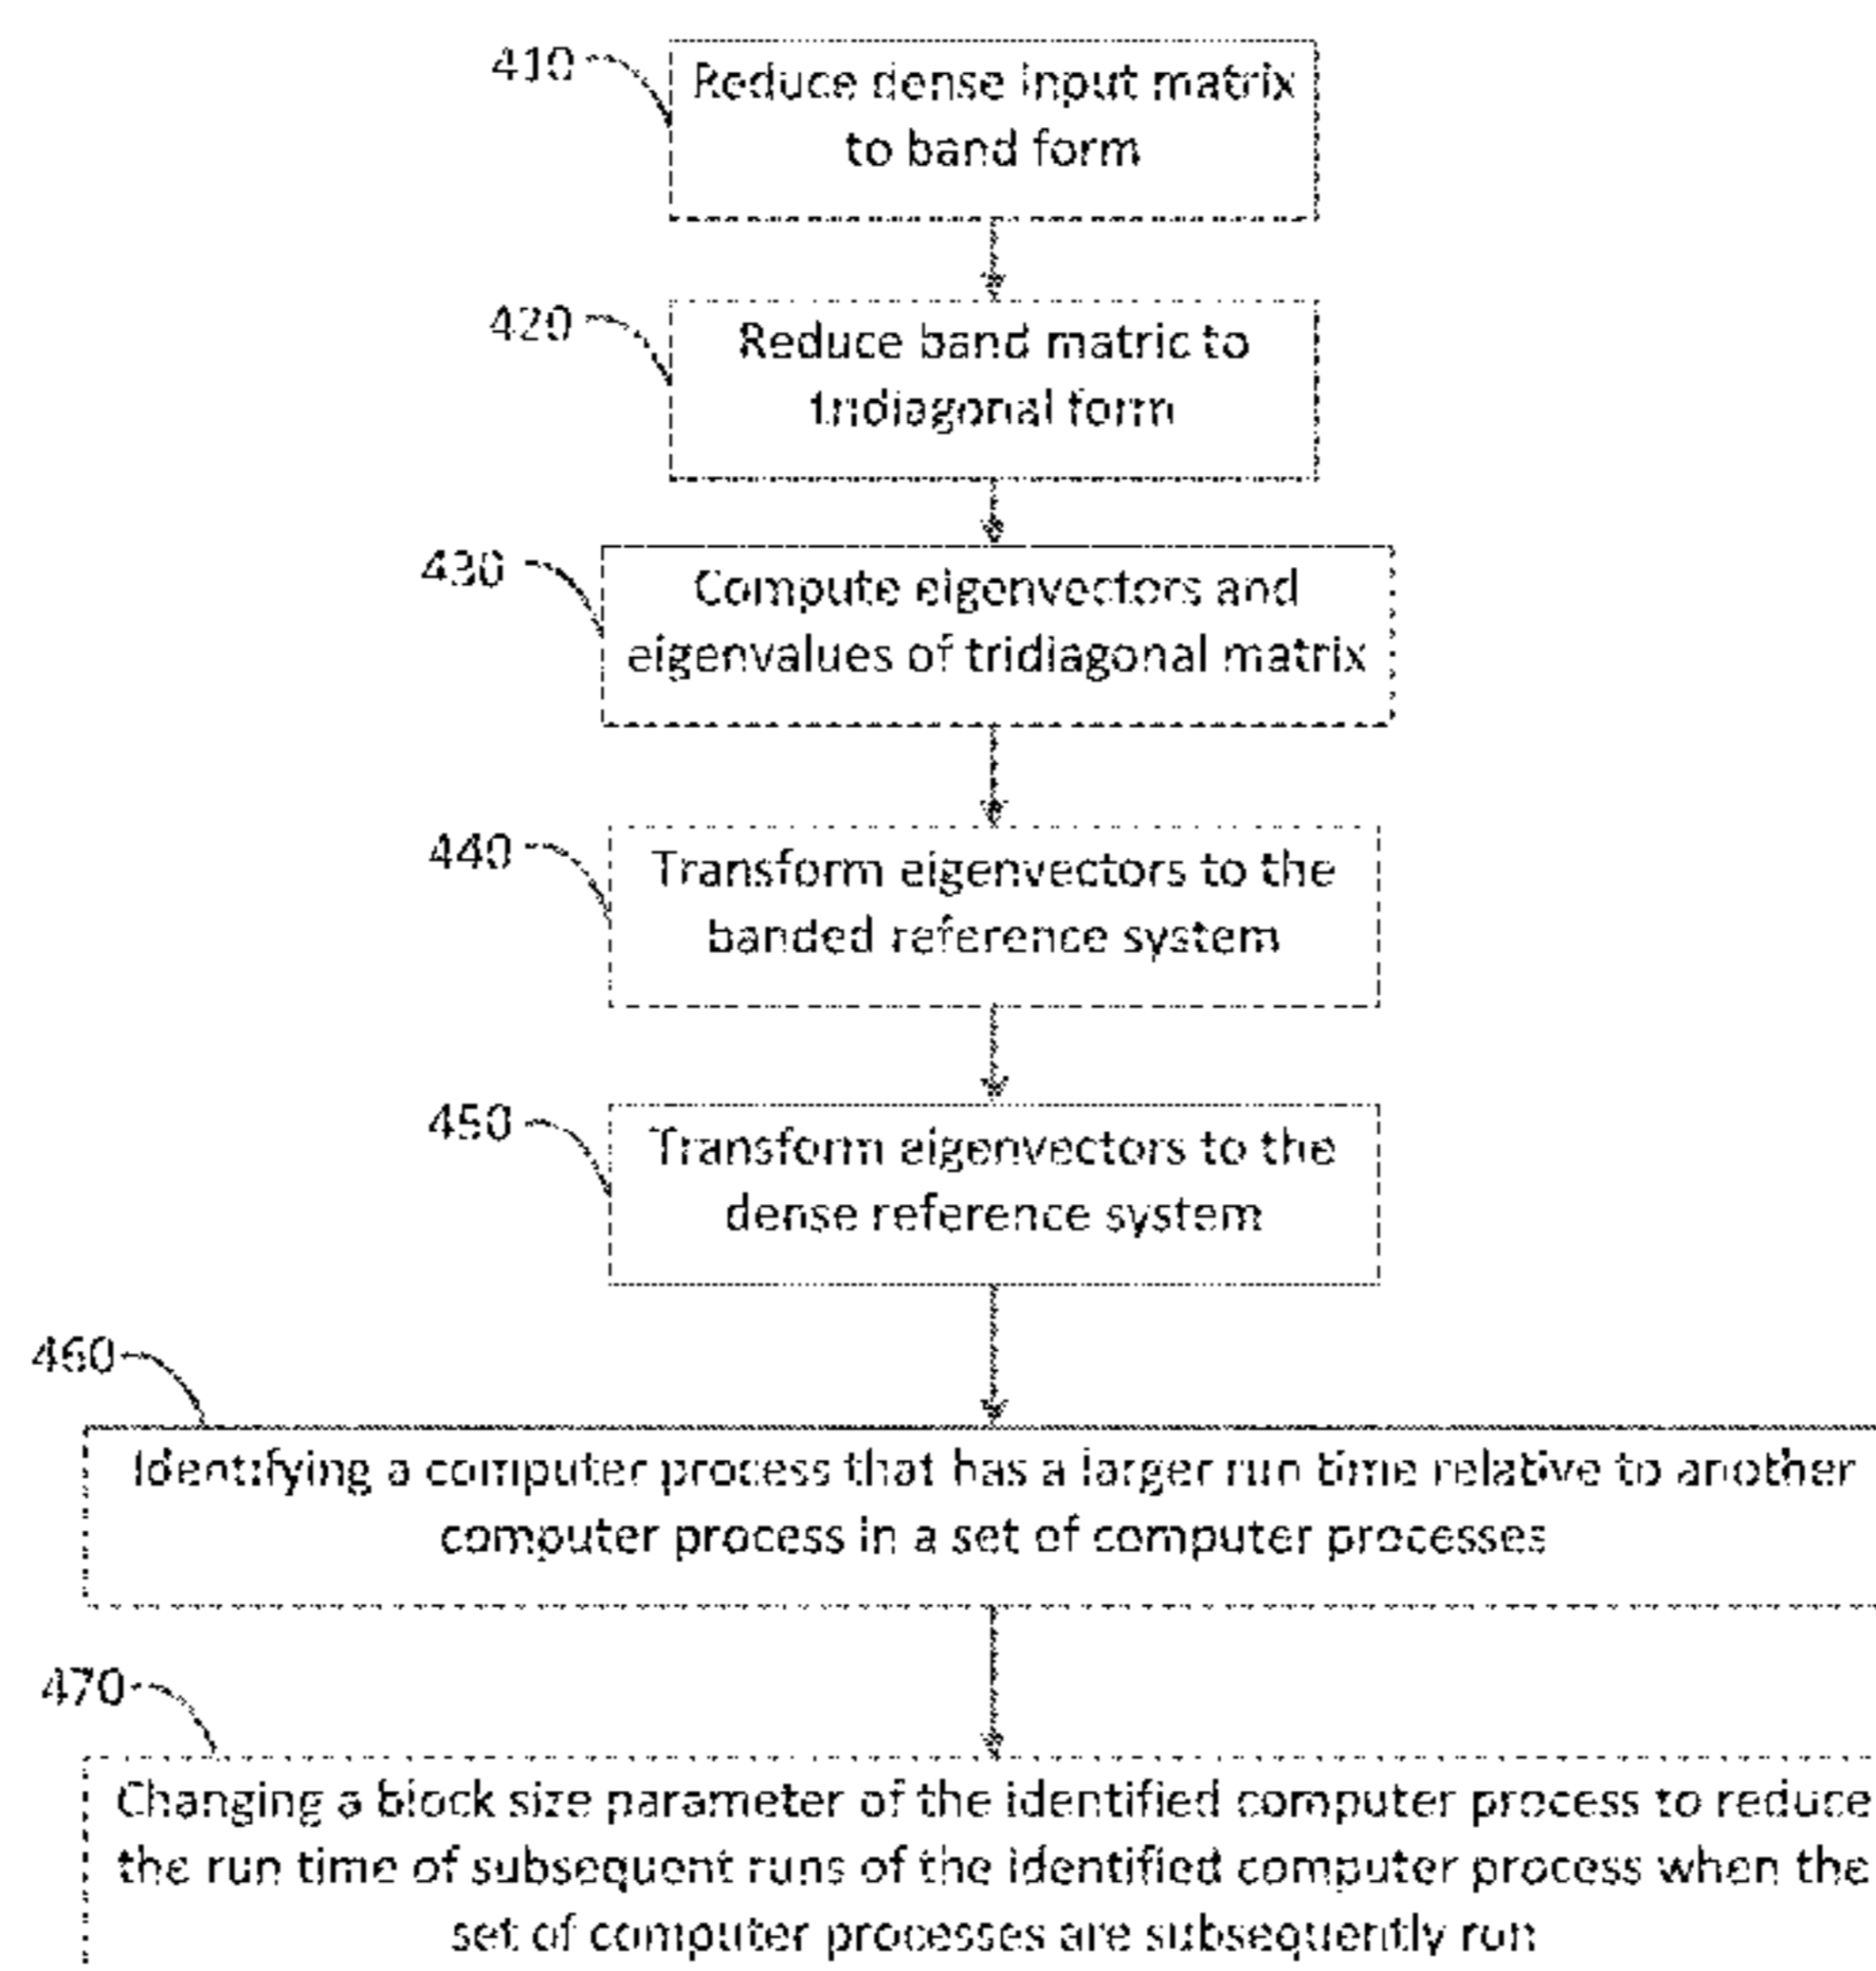 410
Reduce dense input matrix
to band form
420
Reduce band matric to
tridiagonal form
430
Compute eigenvectors and
eigenvalues of tridiagonal matrix
440
Transform eigenvectors to the
banded reference system
450
Transform eigenvectors to the
dense reference system
460
Identifying a computer process that has a larger run time relative to another
computer process in a set of computer processes
470
Changing a block size parameter of the identified computer process to reduce
the run time of subsequent runs of the identified computer process when the
set of computer processes are subsequently run